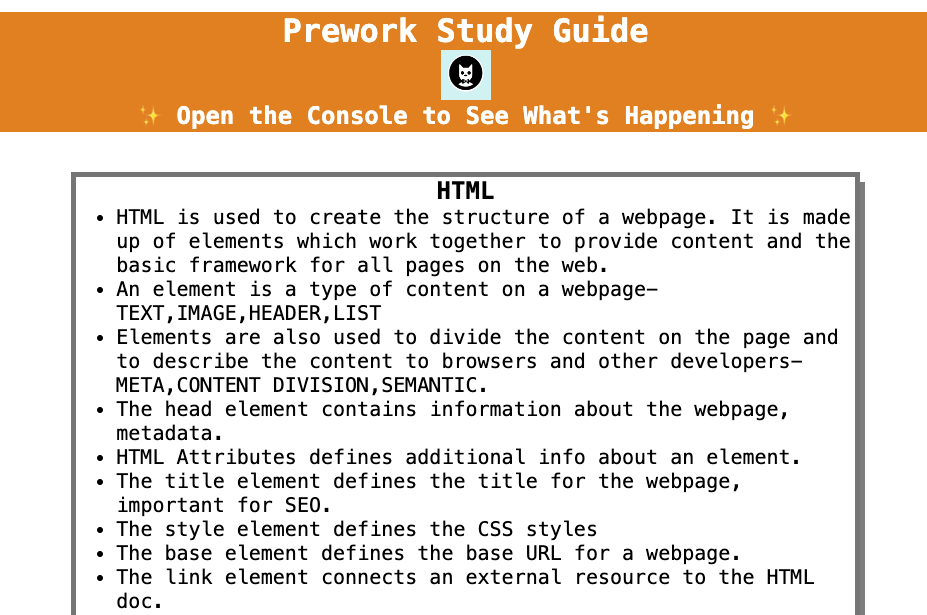 Prework Study Guide
✨ Open the Console to See What's Happening ✨
HTML
• HTML is used to create the structure of a webpage. It is made
up of elements which work together to provide content and the
basic framework for all pages on the web.
• An element is a type of content on a webpage—
TEXT,IMAGE,HEADER,LIST
• Elements are also used to divide the content on the page and
to describe the content to browsers and other developers—
META,CONTENT DIVISION,SEMANTIC.
• The head element contains information about the webpage,
metadata.
• HTML Attributes defines additional info about an element.
• The title element defines the title for the webpage,
important for SEO.
• The style element defines the CSS styles
• The base element defines the base URL for a webpage.
• The link element connects an external resource to the HTML
doc.